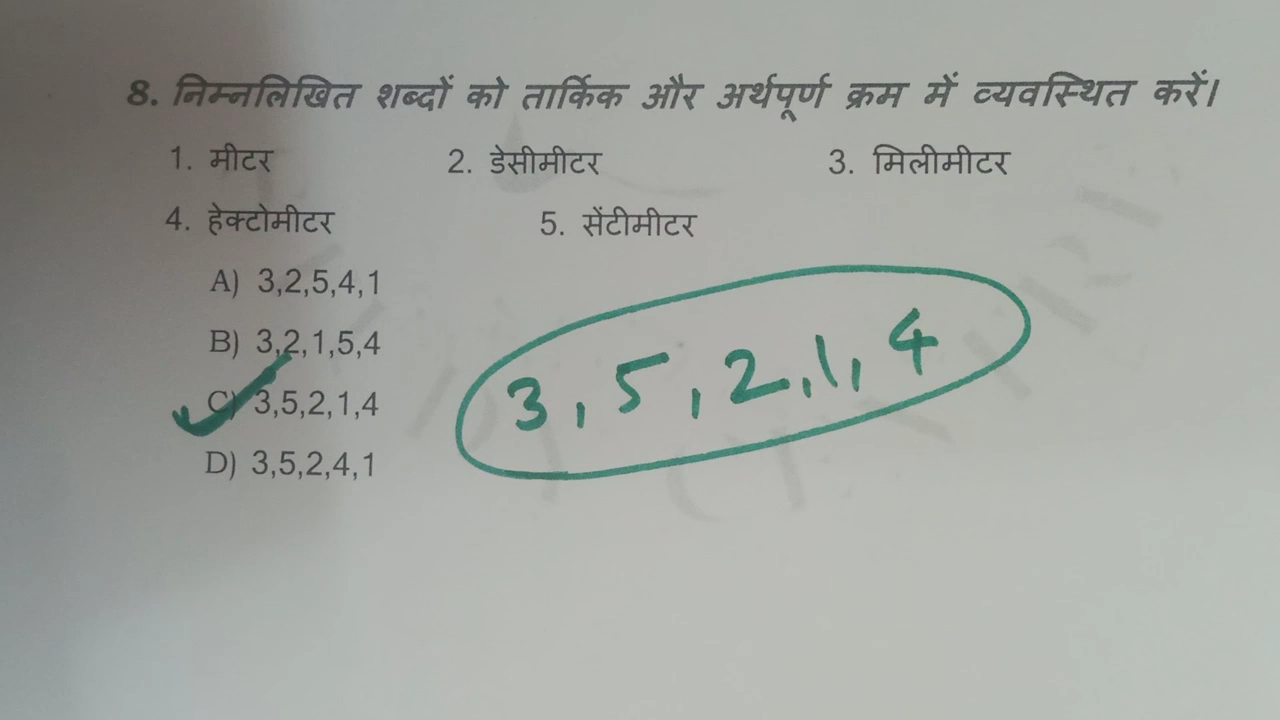 8. निम्नलिखित शब्दों को तार्किक और अर्थपूर्ण क्रम में व्यवस्थित करें।
1. मीटर 2. डेसीमीटर 3. मिलीमीटर
4. हेक्टोमीटर 5. सेंटीमीटर
A) 3,2,5,4,1
B) 3,2,1,5,4
C) 3,5,2,1,4
D) 3,5,2,4,1
3, 5, 2, 1, 4